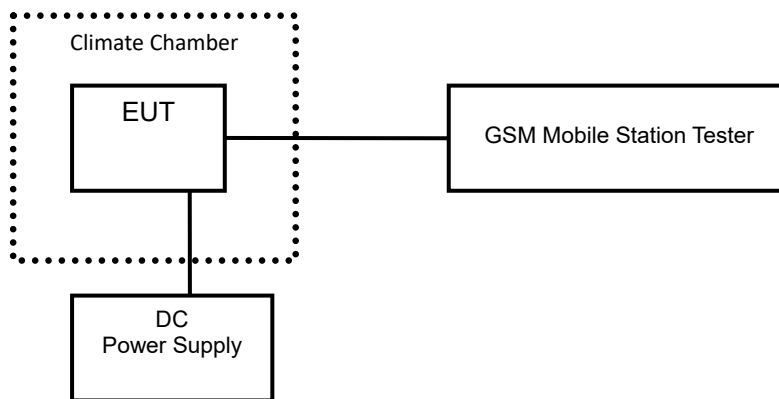 Climate Chamber
EUT
GSM Mobile Station Tester
DC
Power Supply